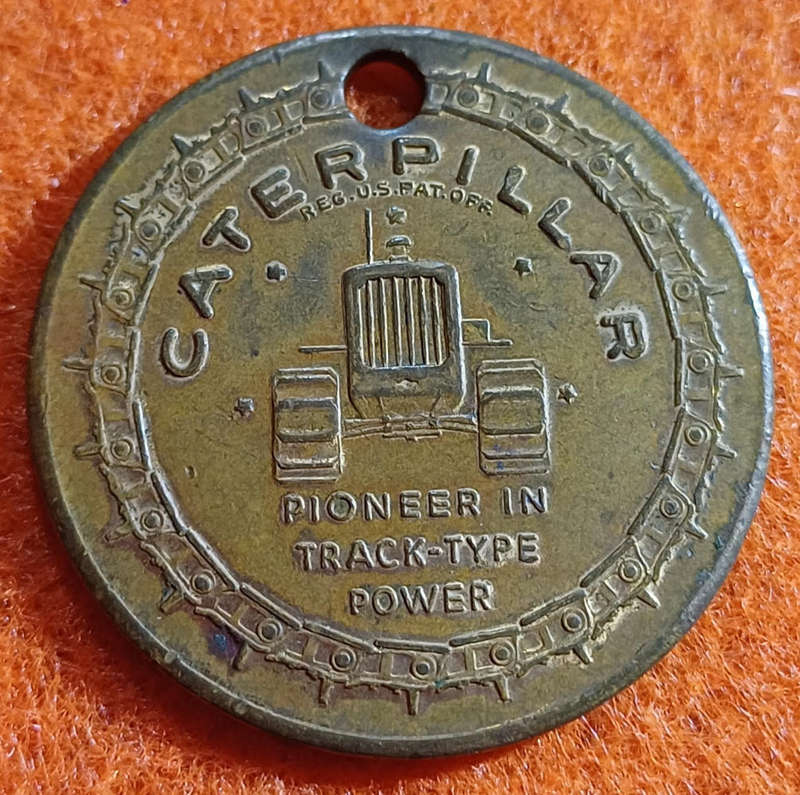 CATERPILLAR
REG. U.S. PAT. OFF.
PIONEER IN
TRACK-TYPE
POWER